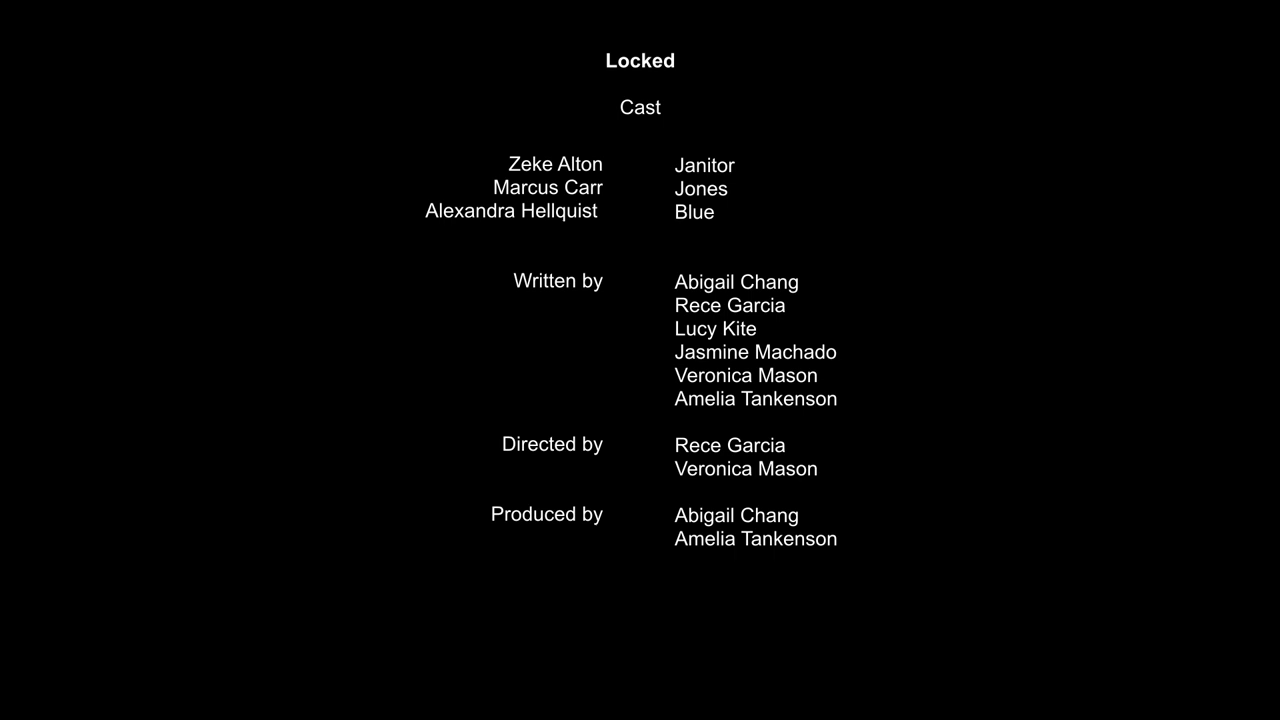 Locked
Cast
Zeke Alton Janitor
Marcus Carr Jones
Alexandra Hellquist Blue
Written by Abigail Chang
Rece Garcia
Lucy Kite
Jasmine Machado
Veronica Mason
Amelia Tankenson
Directed by Rece Garcia
Veronica Mason
Produced by Abigail Chang
Amelia Tankenson